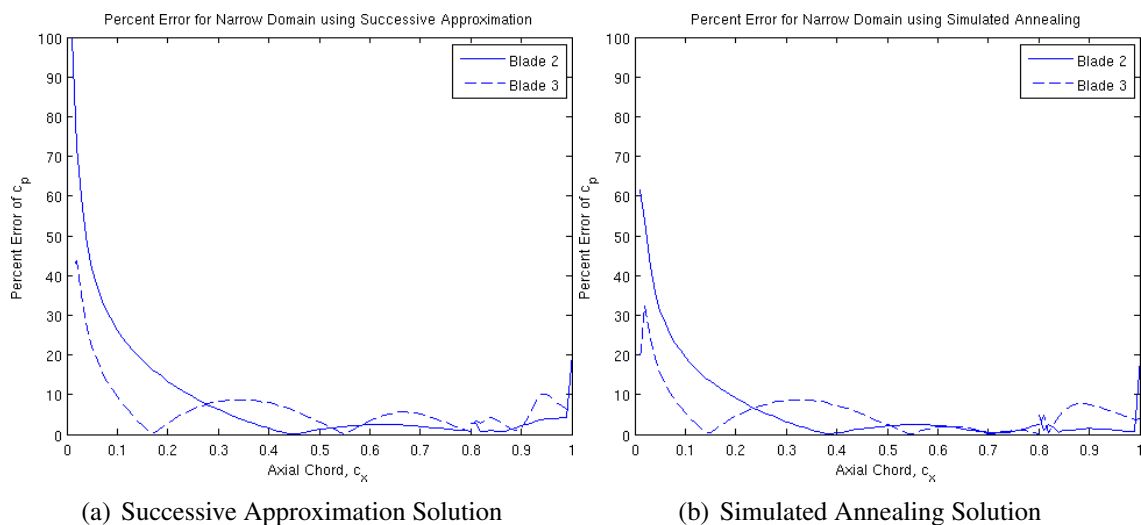 Percent Error for Narrow Domain using Successive Approximation
100
90
80
70
60
50
40
30
20
10
0
Percent Error of c_p
Blade 2
Blade 3
0 0.1 0.2 0.3 0.4 0.5 0.6 0.7 0.8 0.9 1
Axial Chord, c_x
(a) Successive Approximation Solution
Percent Error for Narrow Domain using Simulated Annealing
100
90
80
70
60
50
40
30
20
10
0
Percent Error of c_p
Blade 2
Blade 3
0 0.1 0.2 0.3 0.4 0.5 0.6 0.7 0.8 0.9 1
Axial Chord, c_x
(b) Simulated Annealing Solution